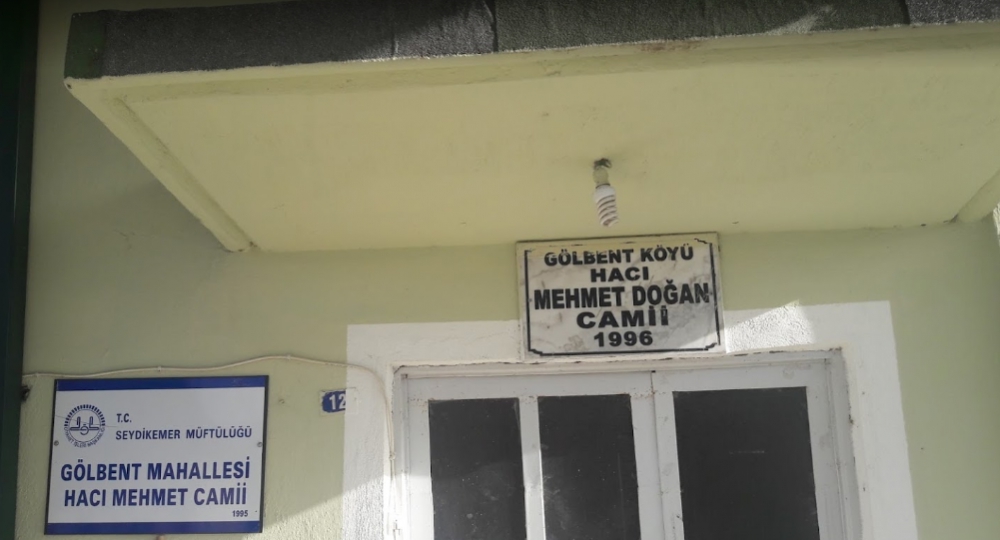 GÖLBENT KÖYÜ
HACI
MEHMET DOĞAN
CAMİİ
1996
12
T.C.
SEYDİKEMER MÜFTÜLÜĞÜ
GÖLBENT MAHALLESİ
HACI MEHMET CAMİİ
1995